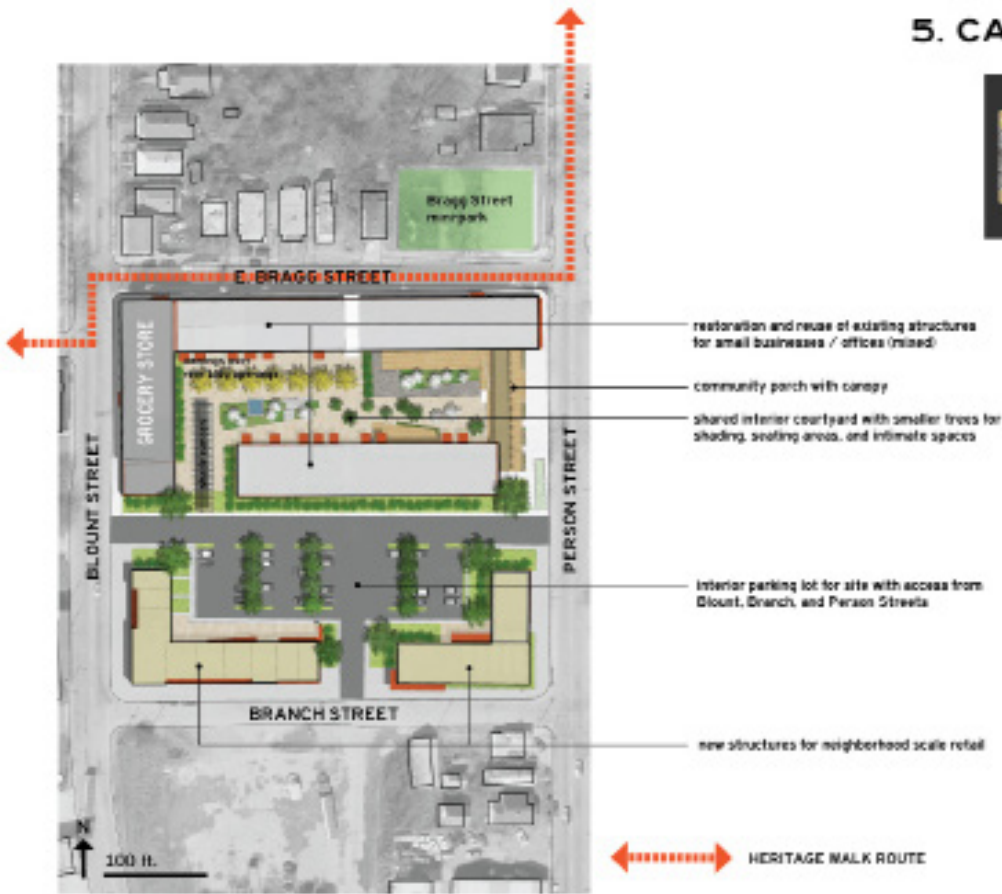 5. CA
Bragg Street
minipark
E. BRAGG STREET
GROCERY STORE
restoration and reuse of existing structures
for small businesses / offices (mixed)
community porch with canopy
shared interior courtyard with smaller trees for
shading, seating areas, and intimate spaces
BLOUNT STREET
PERSON STREET
interior parking lot for site with access from
Blount, Branch, and Person Streets
BRANCH STREET
new structures for neighborhood scale retail
N
100 ft.
HERITAGE WALK ROUTE